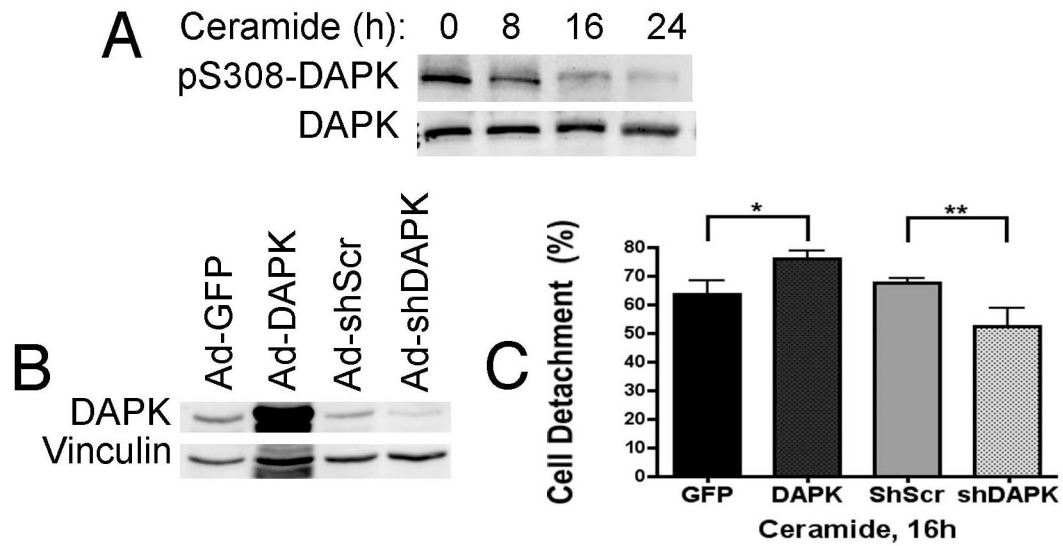 A
Ceramide (h): 0 8 16 24
pS308-DAPK
DAPK
B
Ad-GFP
Ad-DAPK
Ad-shScr
Ad-shDAPK
DAPK
Vinculin
C
Cell Detachment (%)
80
70
60
50
40
30
20
10
0
*
**
GFP DAPK ShScr shDAPK
Ceramide, 16h